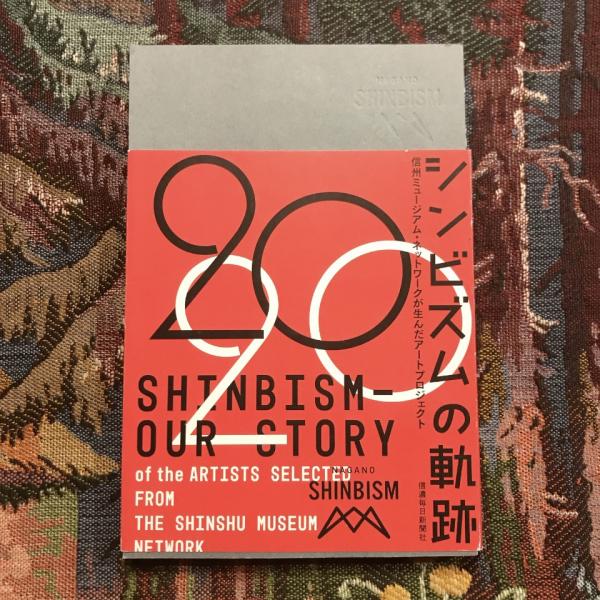 NAGANO
SHINBISM
20
20
シンビズムの軌跡
信州ミュージアム・ネットワークが生んだアートプロジェクト
SHINBISM–
OUR STORY
of the ARTISTS SELECTED
FROM
THE SHINSHU MUSEUM
NETWORK
NAGANO
SHINBISM
信濃毎日新聞社